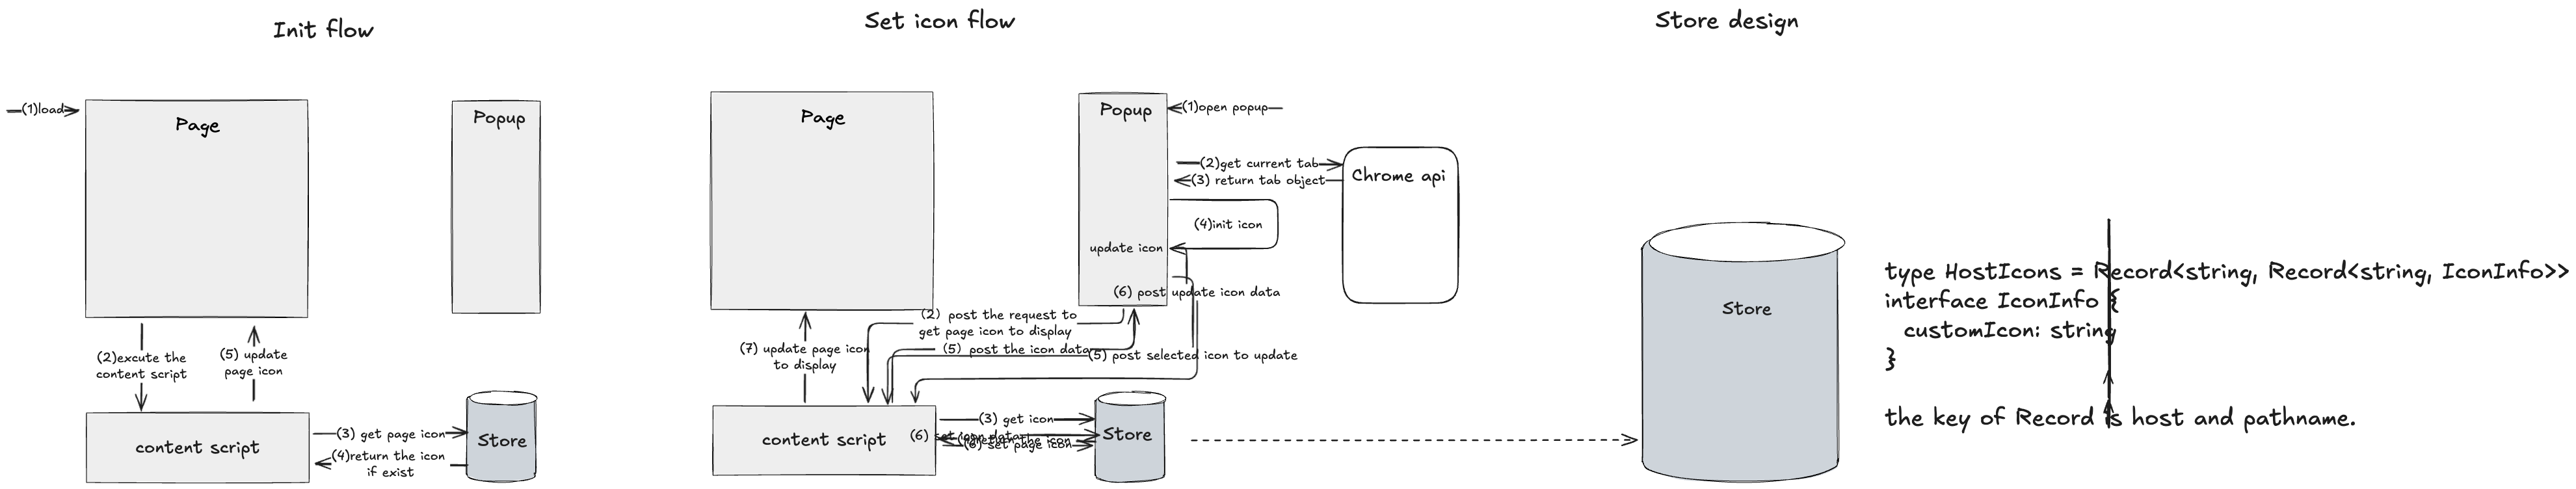 Init flow
(1)load
Page
Popup
(2)excute the
content script
(5) update
page icon
content script
(3) get page icon
(4)return the icon
if exist
Store
Set icon flow
Page
Popup
(1)open popup
(2)get current tab
(3) return tab object
Chrome api
(4)init icon
update icon
(6) post update icon data
(2) post the request to
get page icon to display
(5) post the icon data
(5) post selected icon to update
(7) update page icon
to display
content script
(3) get icon
(6) set icon data
return the icon
(6) set page icon
Store
Store design
Store
type HostIcons = Record<string, Record<string, IconInfo>>
interface IconInfo {
customIcon: string
}
the key of Record is host and pathname.